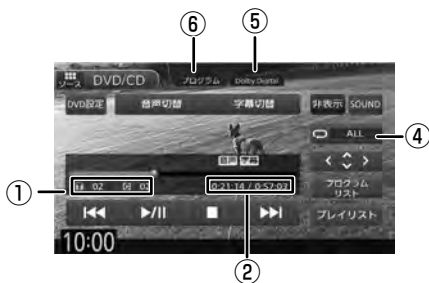 ⑥ ⑤
ソース DVD/CD プログラム Dolby Digital
DVD設定 音声切替 字幕切替 非表示 SOUND
ALL ④
音声 字幕
① 02 02 0:21:14 / 0:57:07
プログラム
リスト
プレイリスト
10:00
②